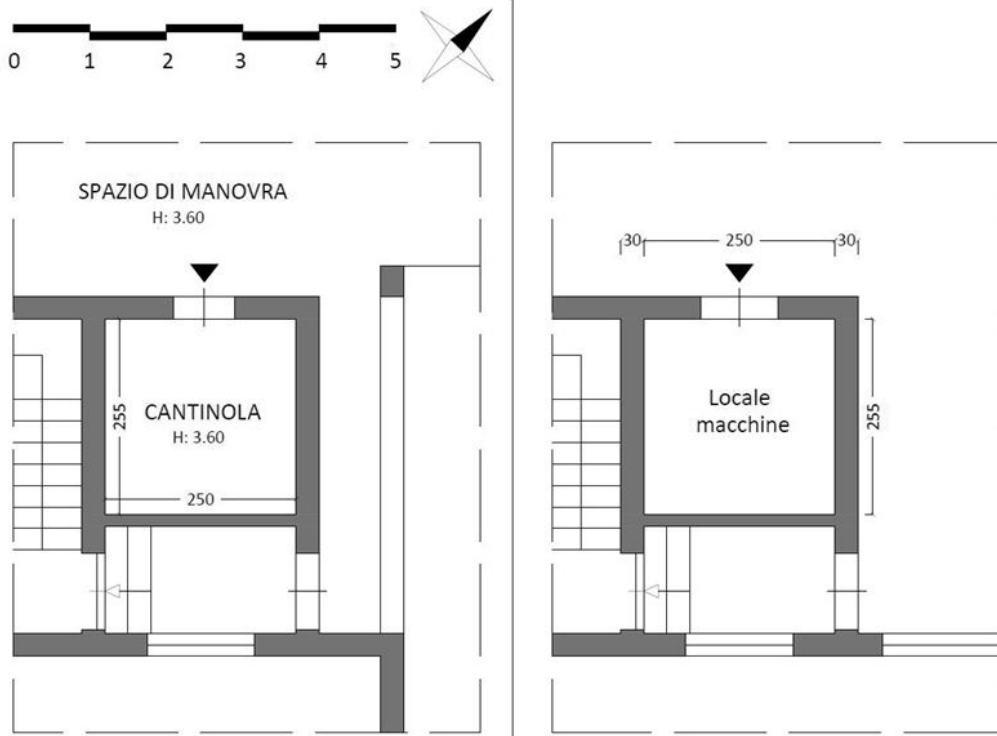 0 1 2 3 4 5
SPAZIO DI MANOVRA
H: 3.60
CANTINOLA
H: 3.60
255
250
30 250 30
Locale
macchine
255